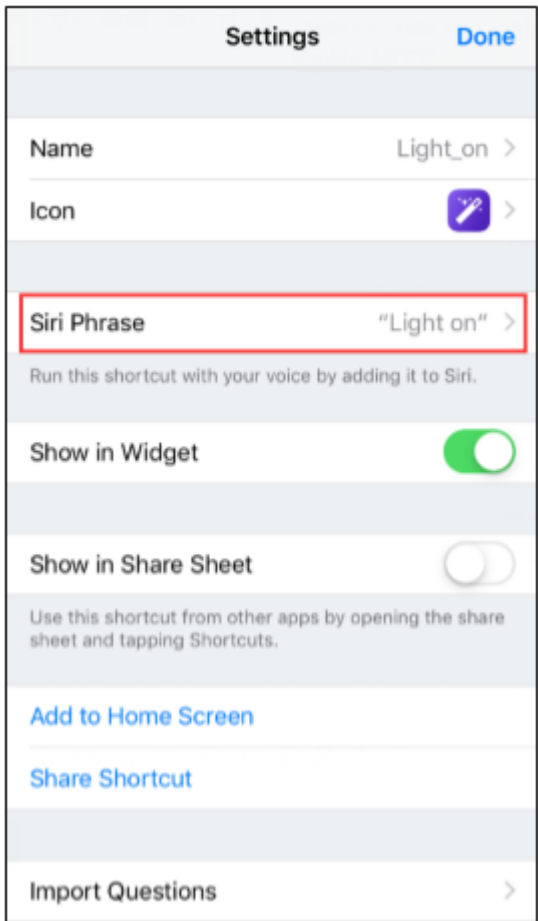 Settings Done
Name Light_on
Icon
Siri Phrase “Light on”
Run this shortcut with your voice by adding it to Siri.
Show in Widget
Show in Share Sheet
Use this shortcut from other apps by opening the share
sheet and tapping Shortcuts.
Add to Home Screen
Share Shortcut
Import Questions